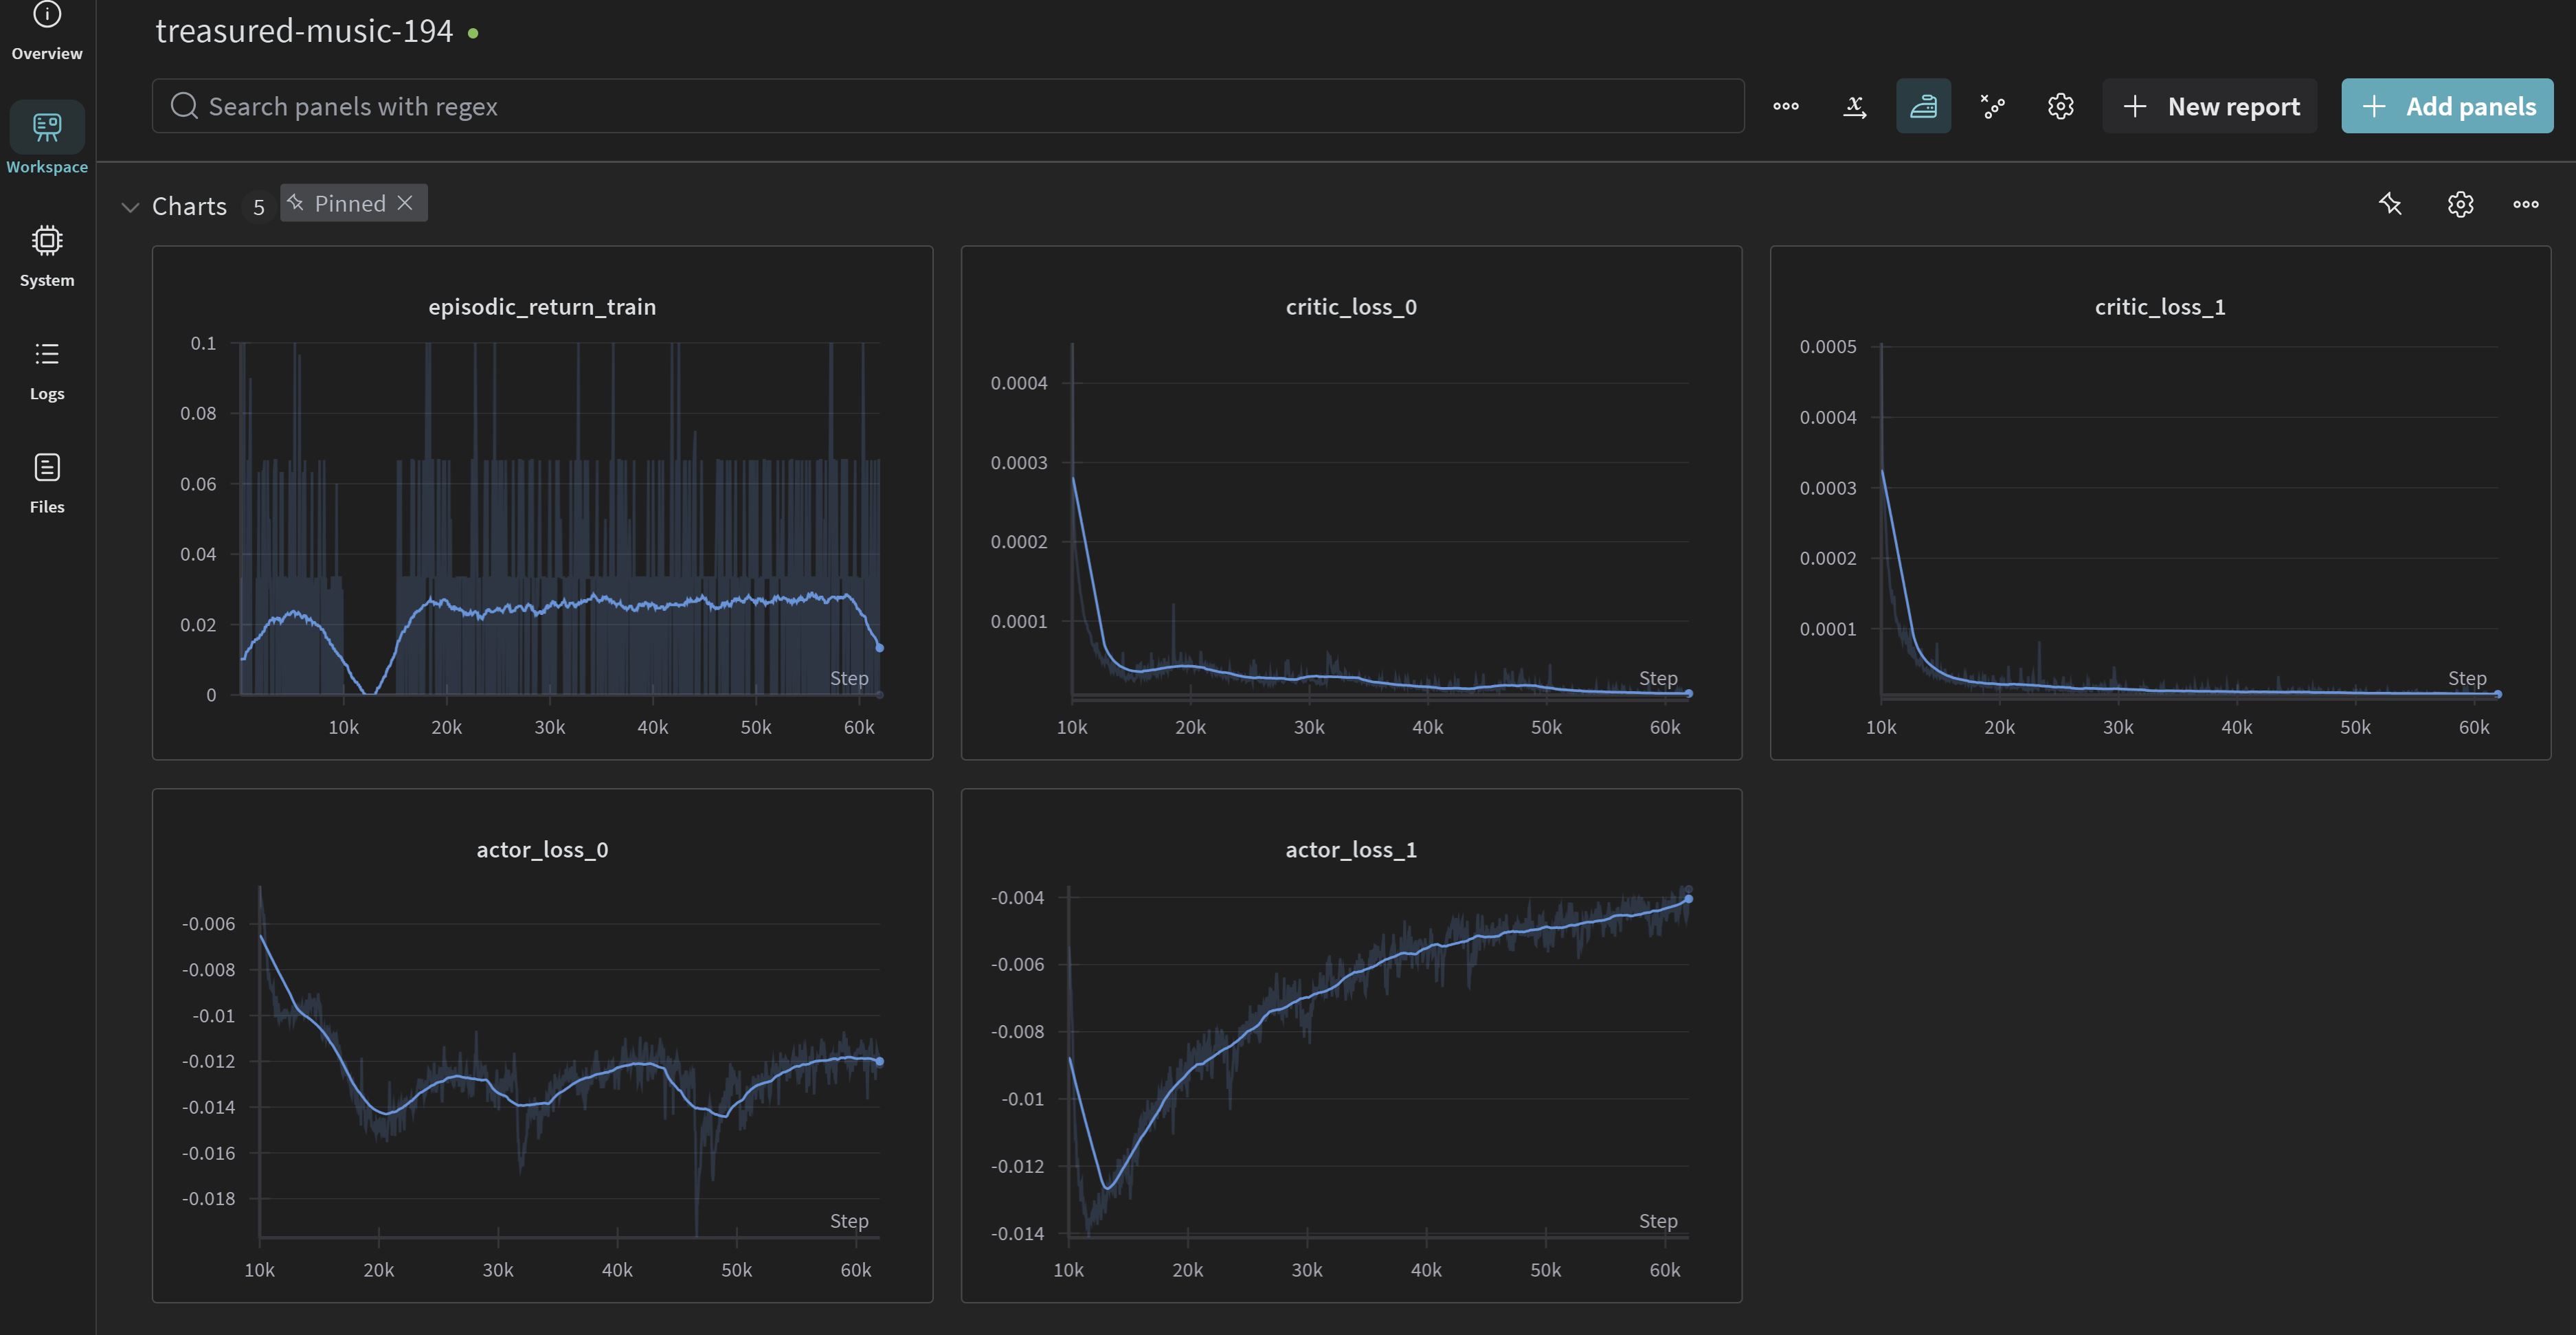 treasured-music-194
Overview
Search panels with regex
New report
Add panels
Workspace
Charts 5 Pinned
System
Logs
Files
episodic_return_train
0.1
0.08
0.06
0.04
0.02
0
Step
10k 20k 30k 40k 50k 60k
critic_loss_0
0.0004
0.0003
0.0002
0.0001
Step
10k 20k 30k 40k 50k 60k
critic_loss_1
0.0005
0.0004
0.0003
0.0002
0.0001
Step
10k 20k 30k 40k 50k 60k
actor_loss_0
-0.006
-0.008
-0.01
-0.012
-0.014
-0.016
-0.018
Step
10k 20k 30k 40k 50k 60k
actor_loss_1
-0.004
-0.006
-0.008
-0.01
-0.012
-0.014
Step
10k 20k 30k 40k 50k 60k